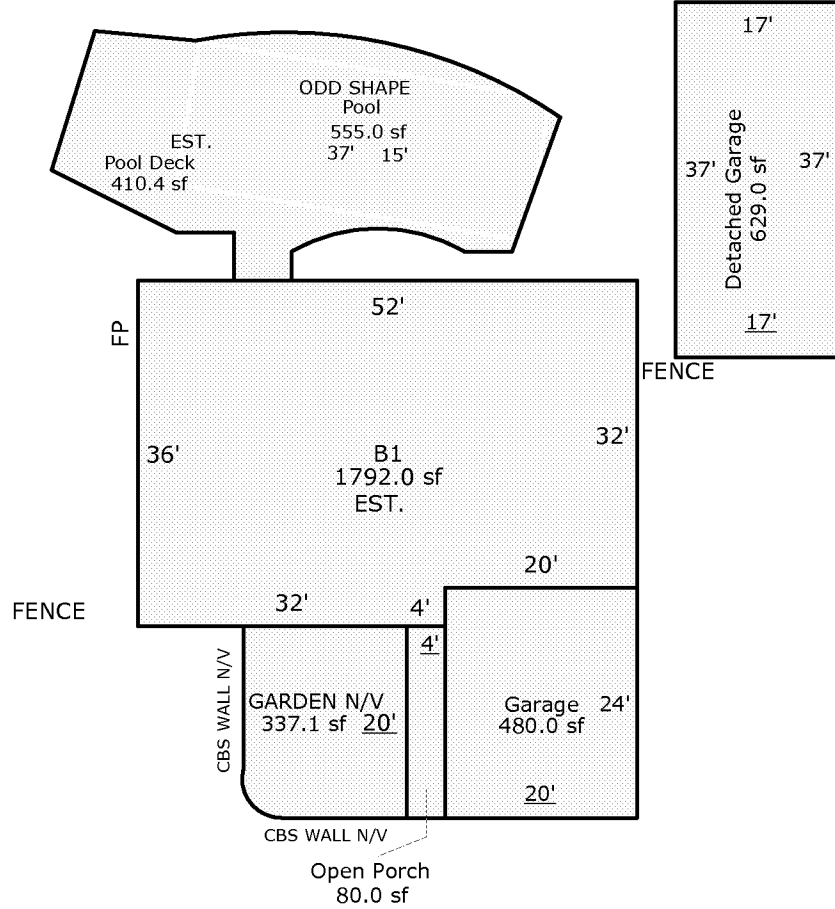 17'
ODD SHAPE
Pool
555.0 sf
37' 15'
EST.
Pool Deck
410.4 sf
37'
Detached Garage
629.0 sf
37'
17'
52'
FP
FENCE
36'
B1
1792.0 sf
EST.
32'
20'
32'
4'
FENCE
4'
CBS WALL N/V
GARDEN N/V
337.1 sf 20'
Garage
480.0 sf
24'
20'
CBS WALL N/V
Open Porch
80.0 sf